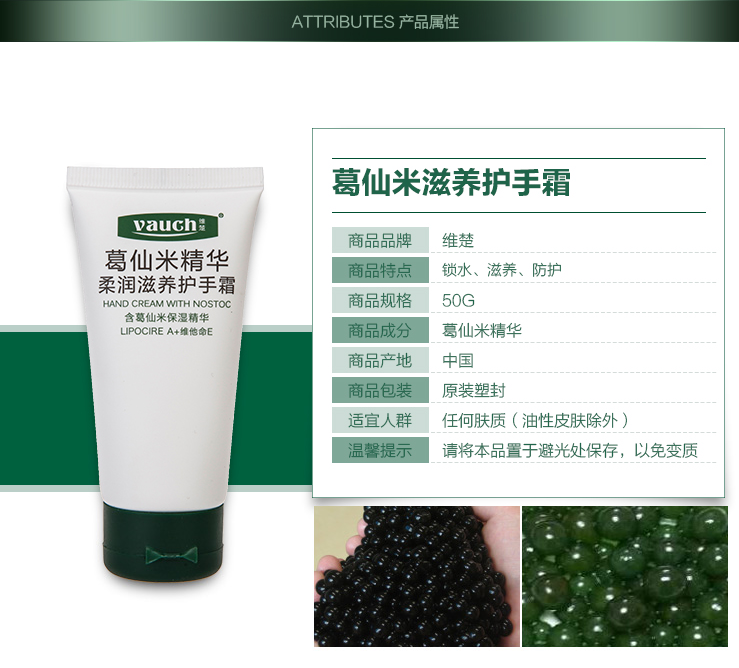 ATTRIBUTES 产品属性
葛仙米滋养护手霜
商品品牌 维楚
商品特点 锁水、滋养、防护
商品规格 50G
商品成分 葛仙米精华
商品产地 中国
商品包装 原装塑封
适宜人群 任何肤质（油性皮肤除外）
温馨提示 请将本品置于避光处保存，以免变质
vauch 维楚 ®
葛仙米精华
柔润滋养护手霜
HAND CREAM WITH NOSTOC
含葛仙米保湿精华
LIPOCIRE A+维他命E